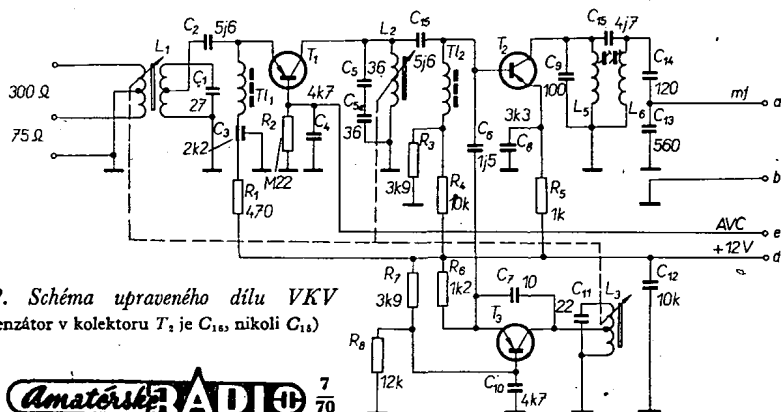 C₂ 5j6
L₁
C₁
27
300 Ω
75 Ω
Tl₁
C₃
2k2
R₁
470
T₁
4k7
R₂
M22
C₄
C₅
36
C₅ₐ
36
L₂
C₁₅
5j6
Tl₂
R₃
3k9
R₄
10k
C₆
1j5
T₂
3k3
C₈
R₅
1k
C₉
100
L₅
C₁₅ 4j7
L₆
C₁₄
120
mf
C₁₃
560
a
b
AVC
e
+12V
d
R₇
3k9
R₆
1k2
C₇ 10
T₃
C₁₁
22
L₃
C₁₂
10k
R₈
12k
C₁₀
4k7
2. Schéma upraveného dílu VKV
enzátor v kolektoru T₂ je C₁₆, nikoli C₁₅)
Amatérské RADIO 7/70